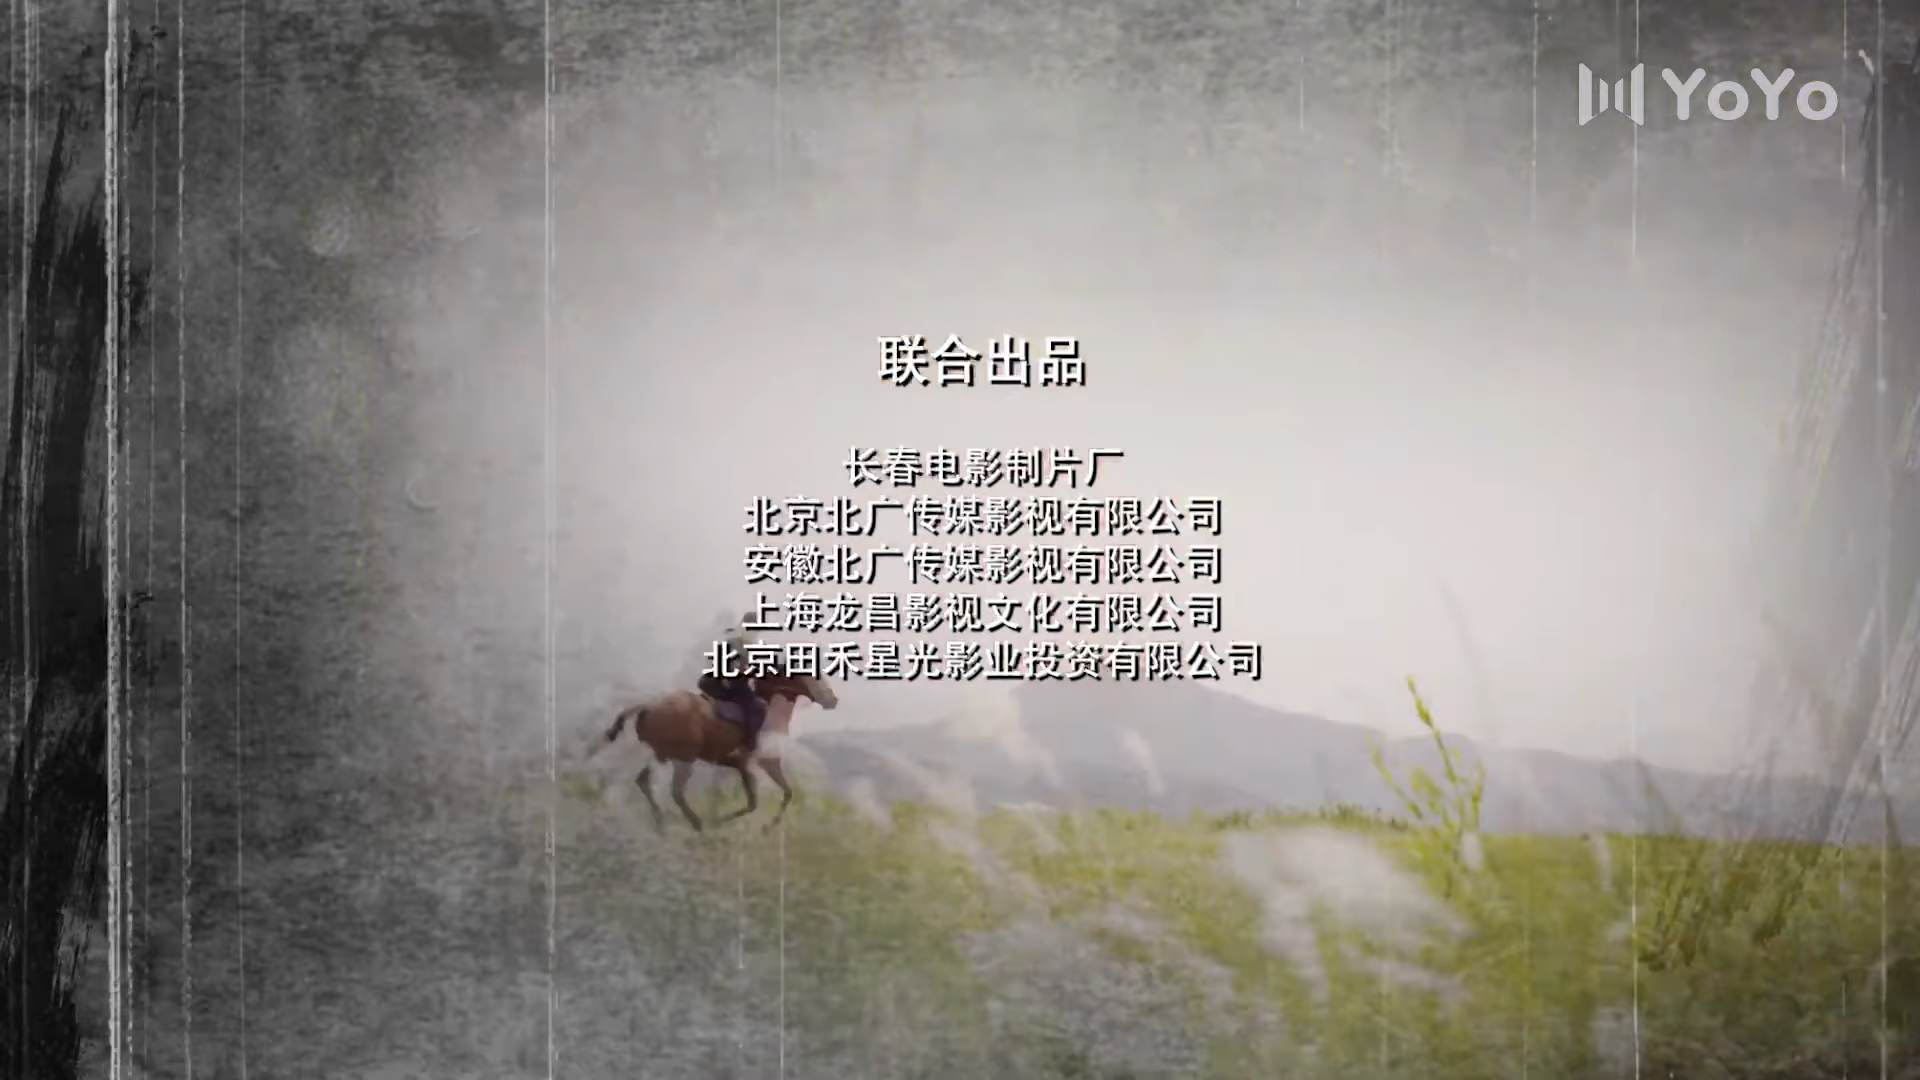 YoYo
联合出品
长春电影制片厂
北京北广传媒影视有限公司
安徽北广传媒影视有限公司
上海龙昌影视文化有限公司
北京田禾星光影业投资有限公司